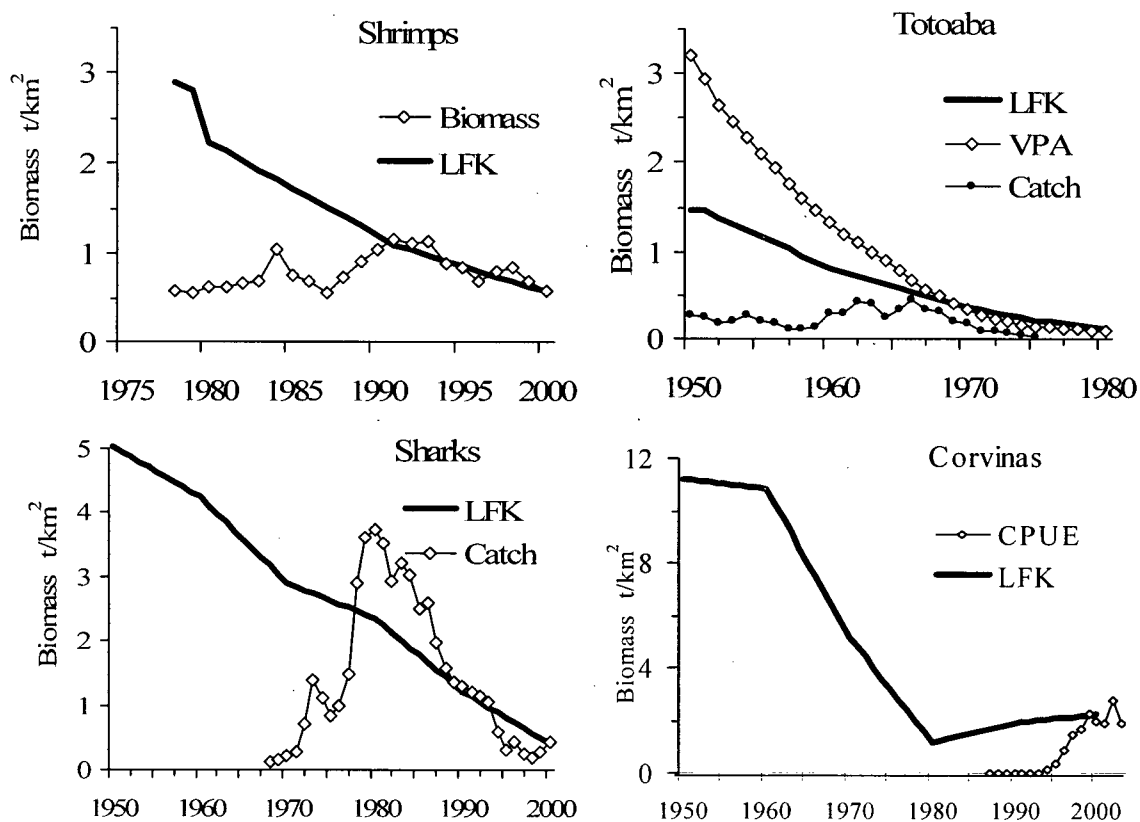 Shrimps
Biomass t/km²
3
2
1
0
Biomass
LFK
1975 1980 1985 1990 1995 2000
Totoaba
Biomass t/km²
3
2
1
0
LFK
VPA
Catch
1950 1960 1970 1980
Sharks
Biomass t/km²
5
4
3
2
1
0
LFK
Catch
1950 1960 1970 1980 1990 2000
Corvinas
Biomass t/km²
12
8
4
0
CPUE
LFK
1950 1960 1970 1980 1990 2000